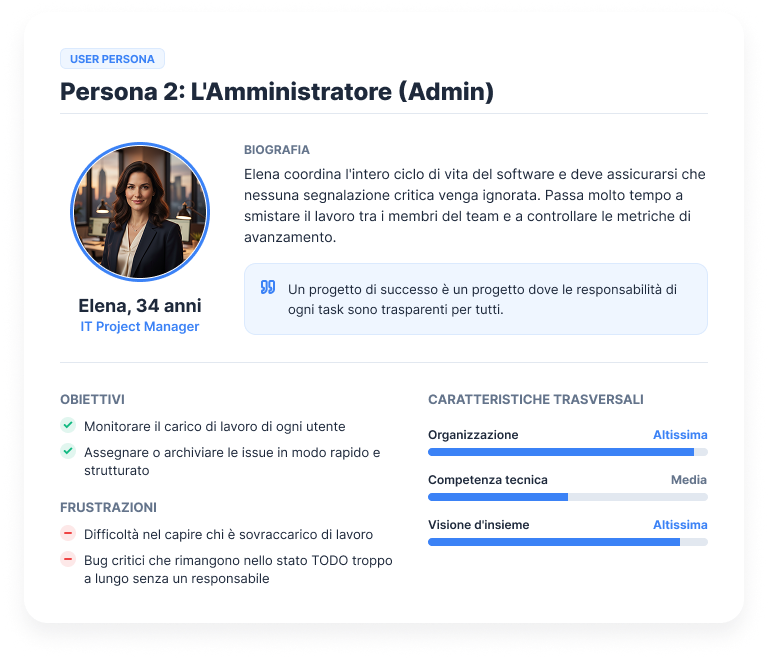 USER PERSONA
Persona 2: L'Amministratore (Admin)
BIOGRAFIA
Elena coordina l'intero ciclo di vita del software e deve assicurarsi che
nessuna segnalazione critica venga ignorata. Passa molto tempo a
smistare il lavoro tra i membri del team e a controllare le metriche di
avanzamento.
Un progetto di successo è un progetto dove le responsabilità di
ogni task sono trasparenti per tutti.
Elena, 34 anni
IT Project Manager
OBIETTIVI
Monitorare il carico di lavoro di ogni utente
Assegnare o archiviare le issue in modo rapido e
strutturato
FRUSTRAZIONI
Difficoltà nel capire chi è sovraccarico di lavoro
Bug critici che rimangono nello stato TODO troppo
a lungo senza un responsabile
CARATTERISTICHE TRASVERSALI
Organizzazione Altissima
Competenza tecnica Media
Visione d'insieme Altissima